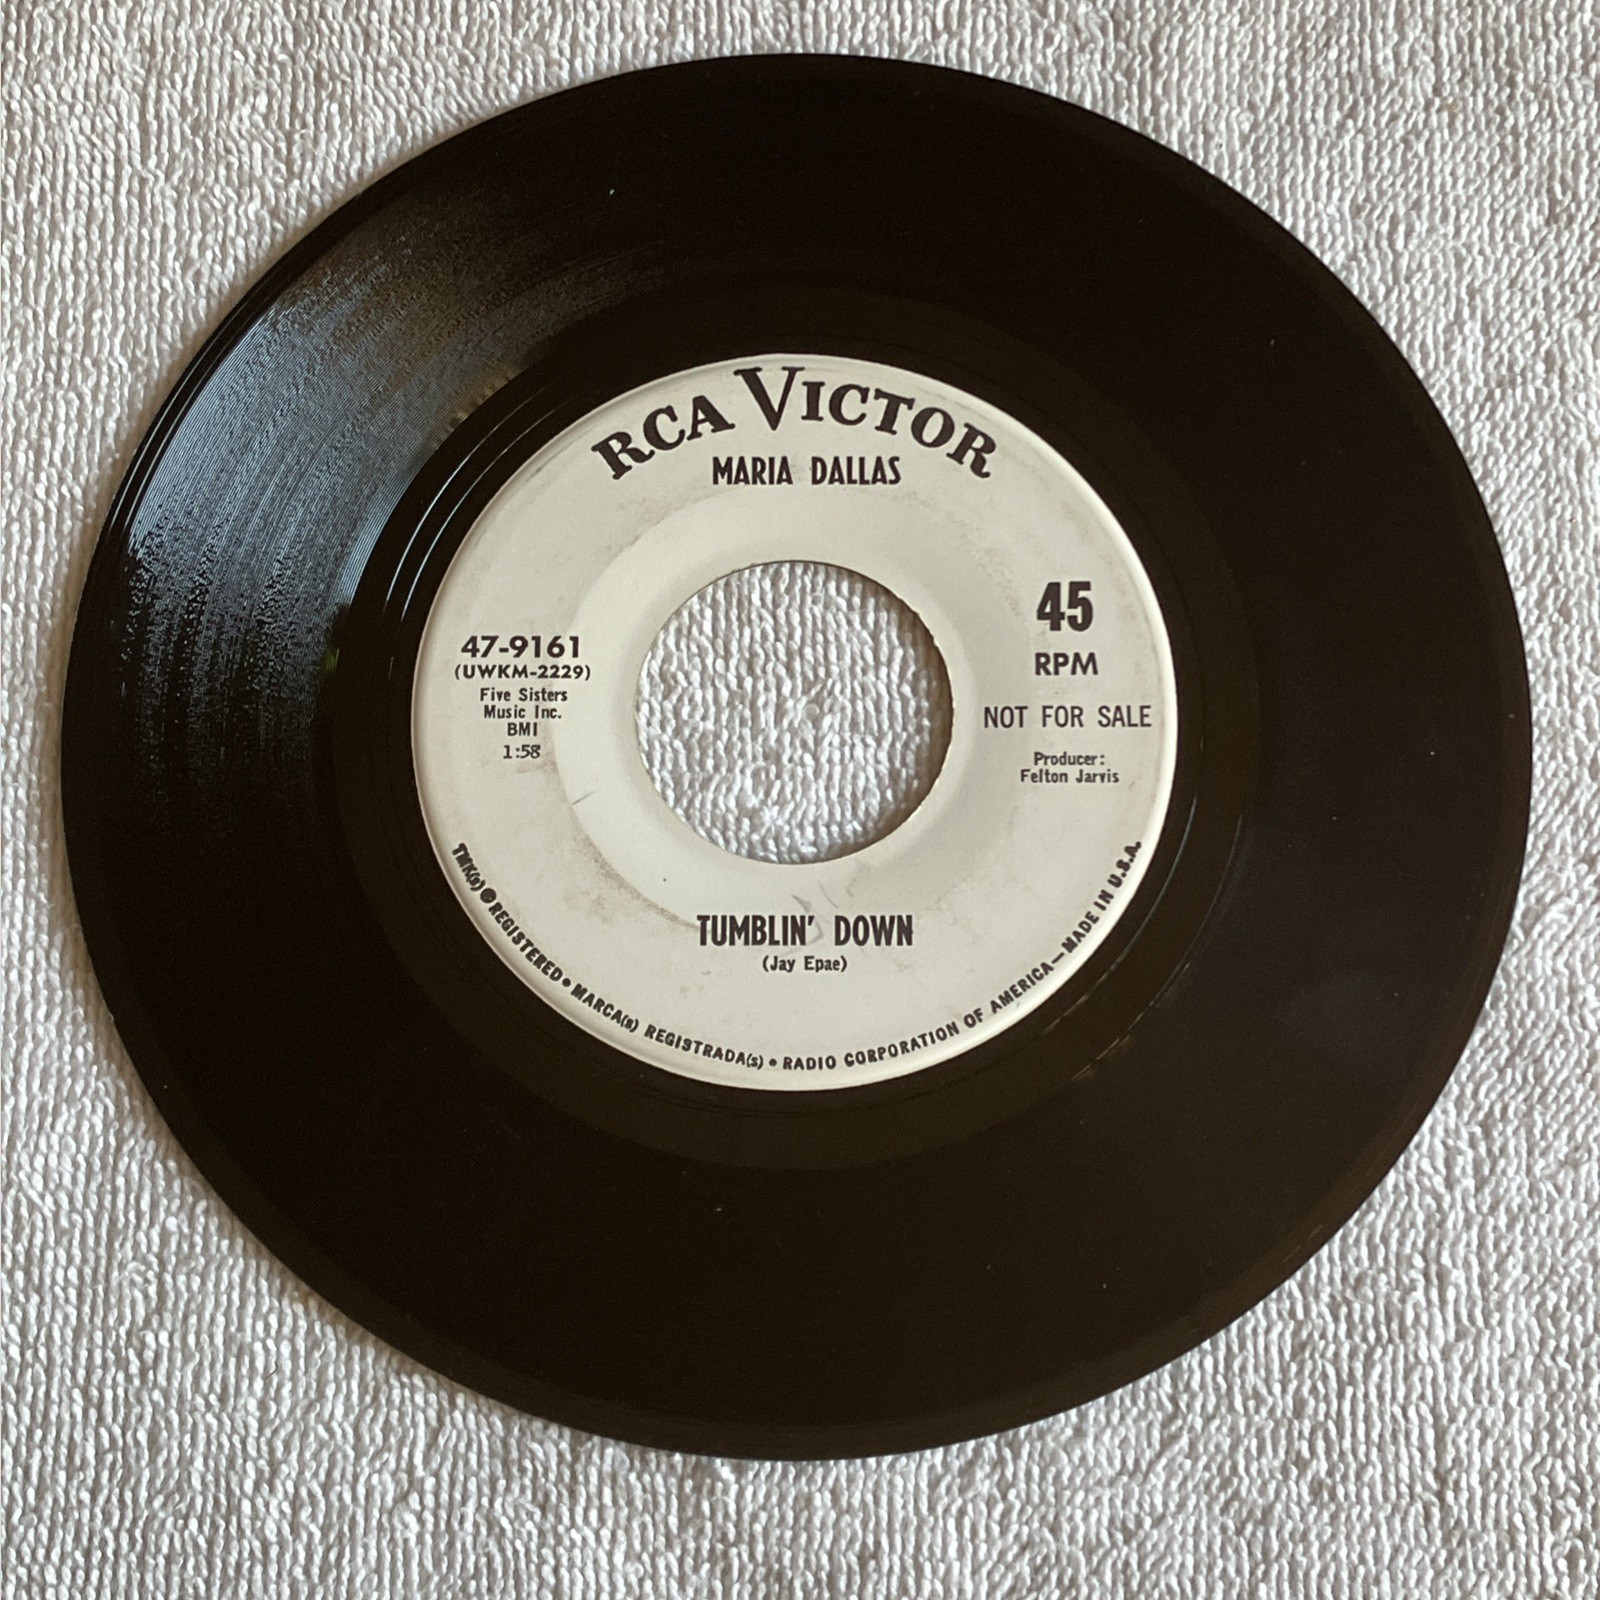 RCA VICTOR
MARIA DALLAS
45
RPM
NOT FOR SALE
Producer:
Felton Jarvis
47-9161
(UWKM-2229)
Five Sisters
Music Inc.
BMI
1:58
TUMBLIN' DOWN
(Jay Epae)
TMK(s) ® REGISTERED • MARCA(s) REGISTRADA(s) • RADIO CORPORATION OF AMERICA—MADE IN U.S.A.